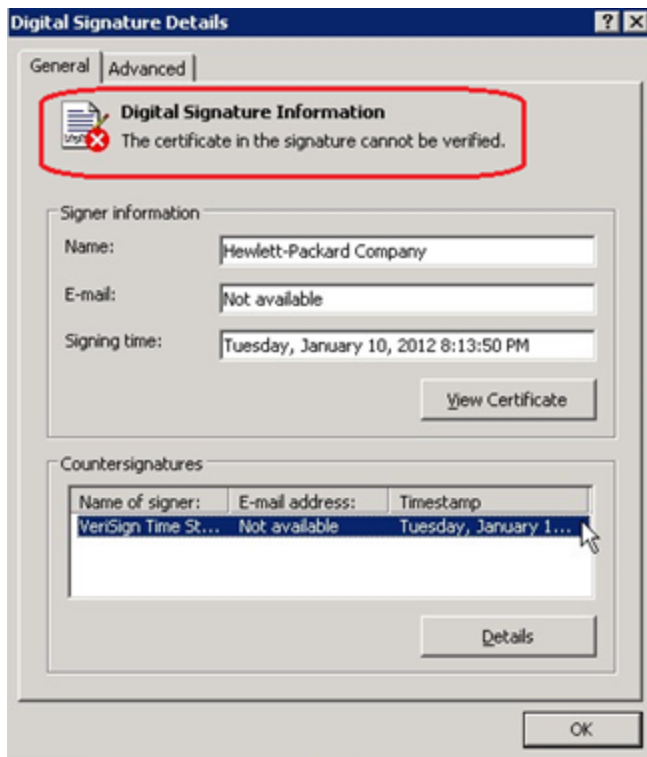 Digital Signature Details
General Advanced
Digital Signature Information
The certificate in the signature cannot be verified.
Signer information
Name: Hewlett-Packard Company
E-mail: Not available
Signing time: Tuesday, January 10, 2012 8:13:50 PM
View Certificate
Countersignatures
Name of signer: E-mail address: Timestamp
VeriSign Time St... Not available Tuesday, January 1...
Details
OK